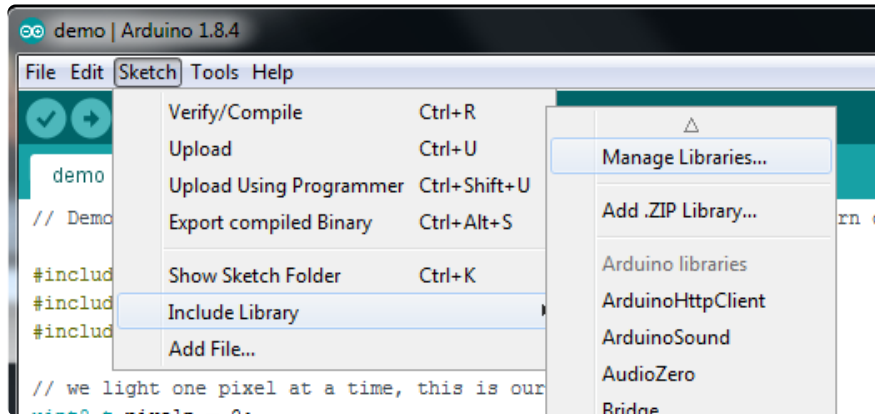 demo | Arduino 1.8.4
File Edit Sketch Tools Help
Verify/Compile Ctrl+R
Upload Ctrl+U
Upload Using Programmer Ctrl+Shift+U
Export compiled Binary Ctrl+Alt+S
Show Sketch Folder Ctrl+K
Include Library
Add File...
Manage Libraries...
Add .ZIP Library...
Arduino libraries
ArduinoHttpClient
ArduinoSound
AudioZero
Bridge
demo
// Demo
#includ
#includ
#includ
// we light one pixel at a time, this is our